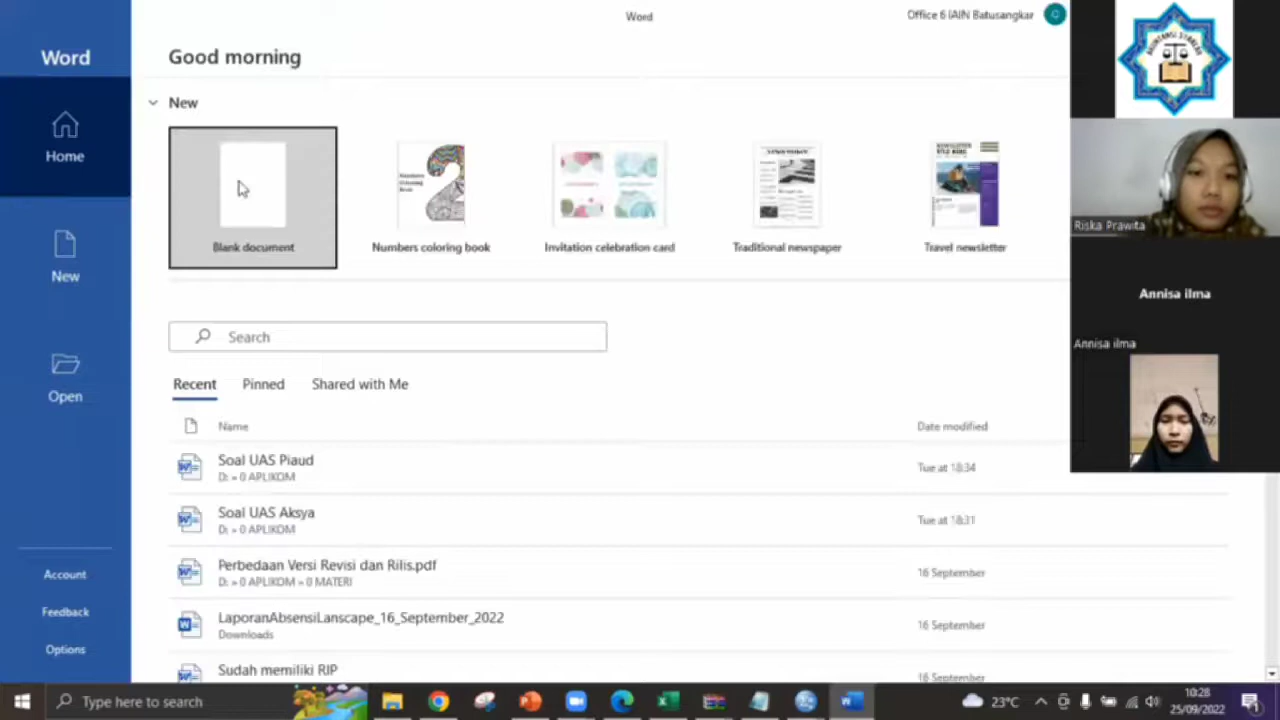 Word
Office 6 IAIN Batusangkar
Word
Good morning
Home
New
New
Open
Blank document
Numbers coloring book
Invitation celebration card
Traditional newspaper
Travel newsletter
Search
Recent
Pinned
Shared with Me
Name
Date modified
Soal UAS Piaud
D: » 0 APLIKOM
Tue at 18:34
Soal UAS Aksya
D: » 0 APLIKOM
Tue at 18:31
Perbedaan Versi Revisi dan Rilis.pdf
D: » 0 APLIKOM » 0 MATERI
16 September
LaporanAbsensiLanscape_16_September_2022
Downloads
16 September
Sudah memiliki RIP
16 September
Account
Feedback
Options
AKUNTANSI SYARIAH
Riska Prawita
Annisa ilma
Annisa ilma
Type here to search
23°C
10:28
25/09/2022